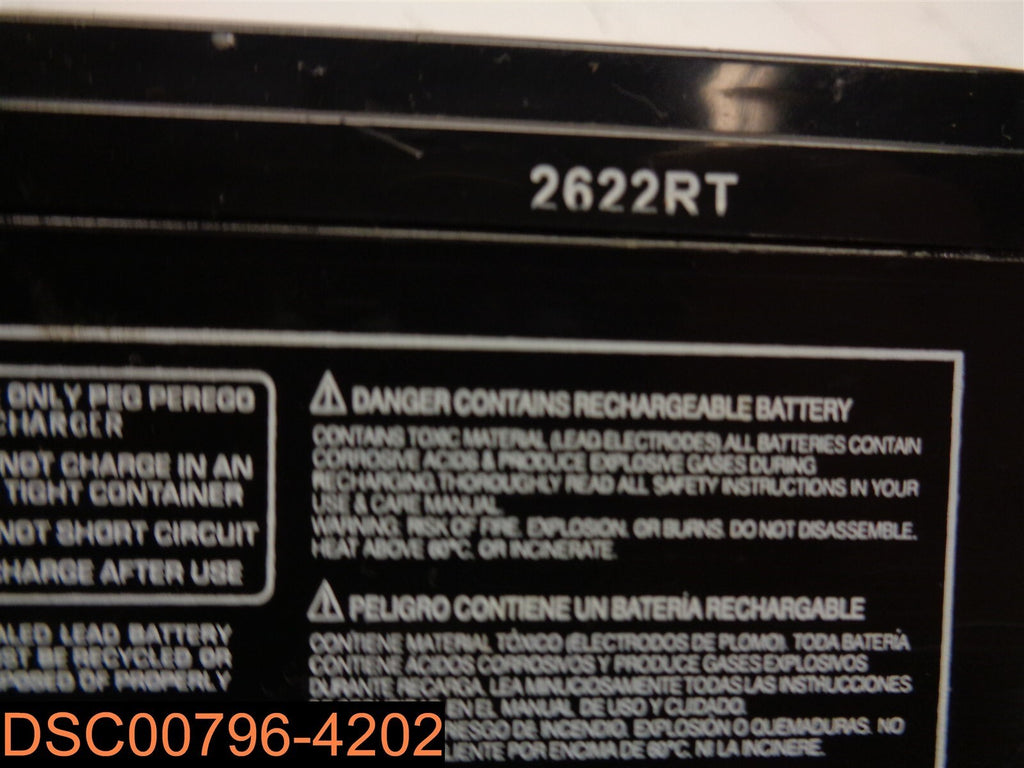 2622RT
ONLY PEG PEREGO
CHARGER
NOT CHARGE IN AN
TIGHT CONTAINER
NOT SHORT CIRCUIT
CHARGE AFTER USE
ALED LEAD BATTERY
ST BE RECYCLED OR
POSED OF PROPERLY
DANGER CONTAINS RECHARGEABLE BATTERY
CONTAINS TOXIC MATERIAL (LEAD ELECTRODES) ALL BATTERIES CONTAIN
CORROSIVE ACIDS & PRODUCE EXPLOSIVE GASES DURING
RECHARGING. THOROUGHLY READ ALL SAFETY INSTRUCTIONS IN YOUR
USE & CARE MANUAL.
WARNING: RISK OF FIRE, EXPLOSION, OR BURNS. DO NOT DISASSEMBLE,
HEAT ABOVE 60°C, OR INCINERATE.
PELIGRO CONTIENE UN BATERÍA RECHARGABLE
CONTIENE MATERIAL TÓXICO (ELECTRODOS DE PLOMO). TODA BATERÍA
CONTIENE ACIDOS CORROSIVOS Y PRODUCE GASES EXPLOSIVOS
DURANTE RECARGA. LEA MINUCIOSAMENTE TODAS LAS INSTRUCCIONES
DE SEGURIDAD EN EL MANUAL DE USO Y CUIDADO.
RIESGO DE INCENDIO, EXPLOSIÓN O QUEMADURAS. NO
LIENTE POR ENCIMA DE 60°C. NI LA INCINERE.
DSC00796-4202